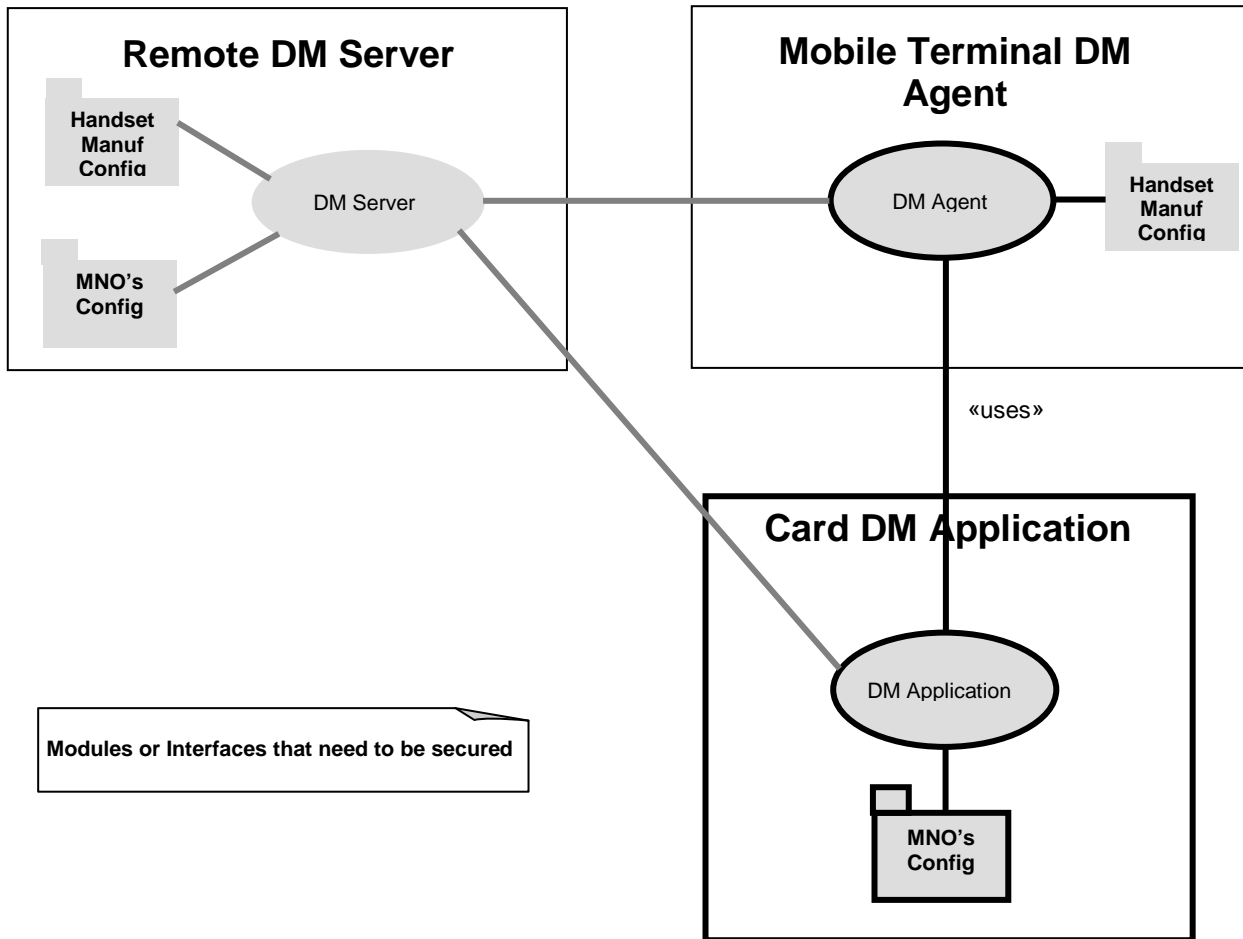 Remote DM Server
Handset
Manuf
Config
DM Server
MNO's
Config
Mobile Terminal DM
Agent
DM Agent
Handset
Manuf
Config
«uses»
Card DM Application
DM Application
MNO's
Config
Modules or Interfaces that need to be secured